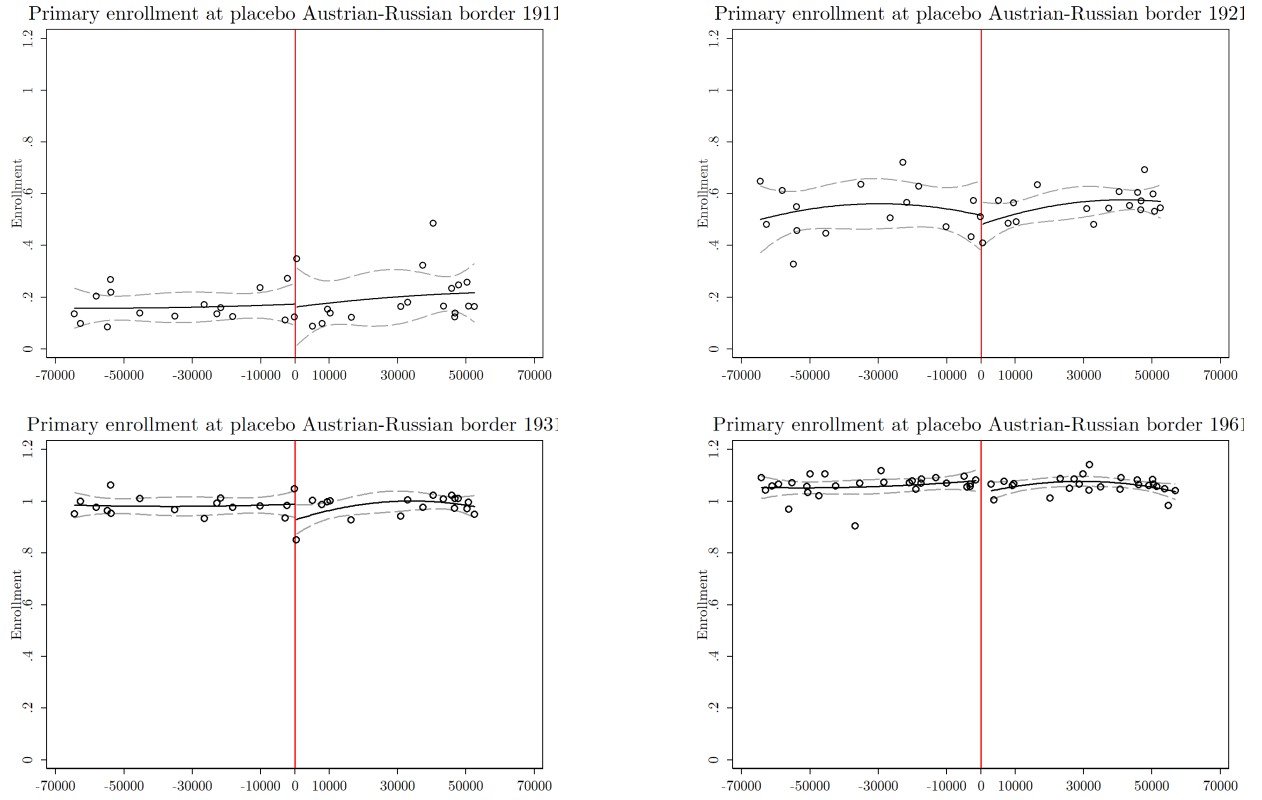 Primary enrollment at placebo Austrian-Russian border 1911
Enrollment
0 .2 .4 .6 .8 1 1.2
-70000 -50000 -30000 -10000 0 10000 30000 50000 70000
Primary enrollment at placebo Austrian-Russian border 1921
Enrollment
0 .2 .4 .6 .8 1 1.2
-70000 -50000 -30000 -10000 0 10000 30000 50000 70000
Primary enrollment at placebo Austrian-Russian border 1931
Enrollment
0 .2 .4 .6 .8 1 1.2
-70000 -50000 -30000 -10000 0 10000 30000 50000 70000
Primary enrollment at placebo Austrian-Russian border 1961
Enrollment
0 .2 .4 .6 .8 1 1.2
-70000 -50000 -30000 -10000 0 10000 30000 50000 70000